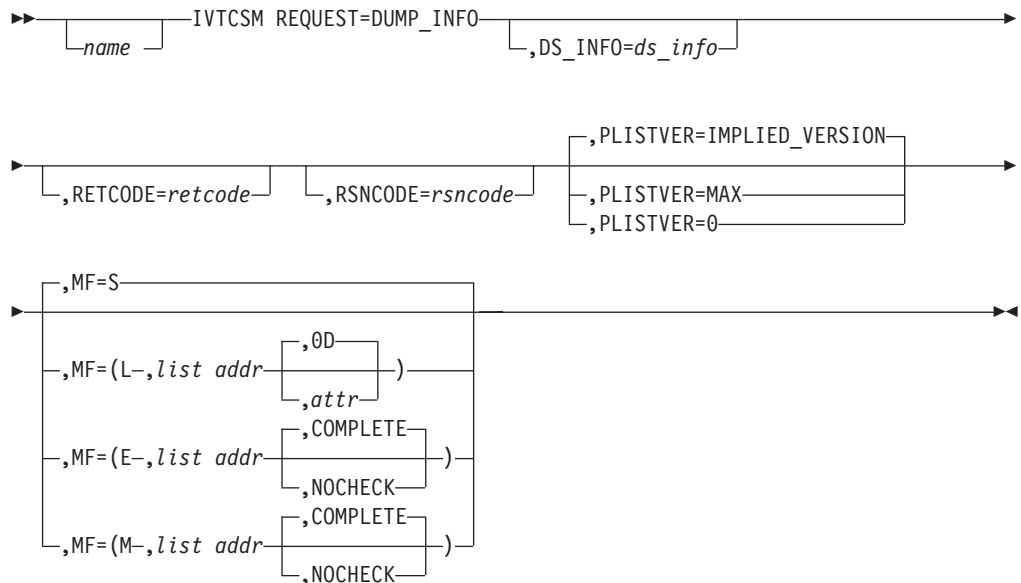 IVTCSM REQUEST=DUMP_INFO
name
,DS_INFO=ds_info
,PLISTVER=IMPLIED_VERSION
,RETCODE=retcode ,RSNCODE=rsncode ,PLISTVER=MAX
,PLISTVER=0
,MF=S
,0D
,MF=(L ,list addr )
,attr
,COMPLETE
,MF=(E ,list addr )
,NOCHECK
,COMPLETE
,MF=(M ,list addr )
,NOCHECK